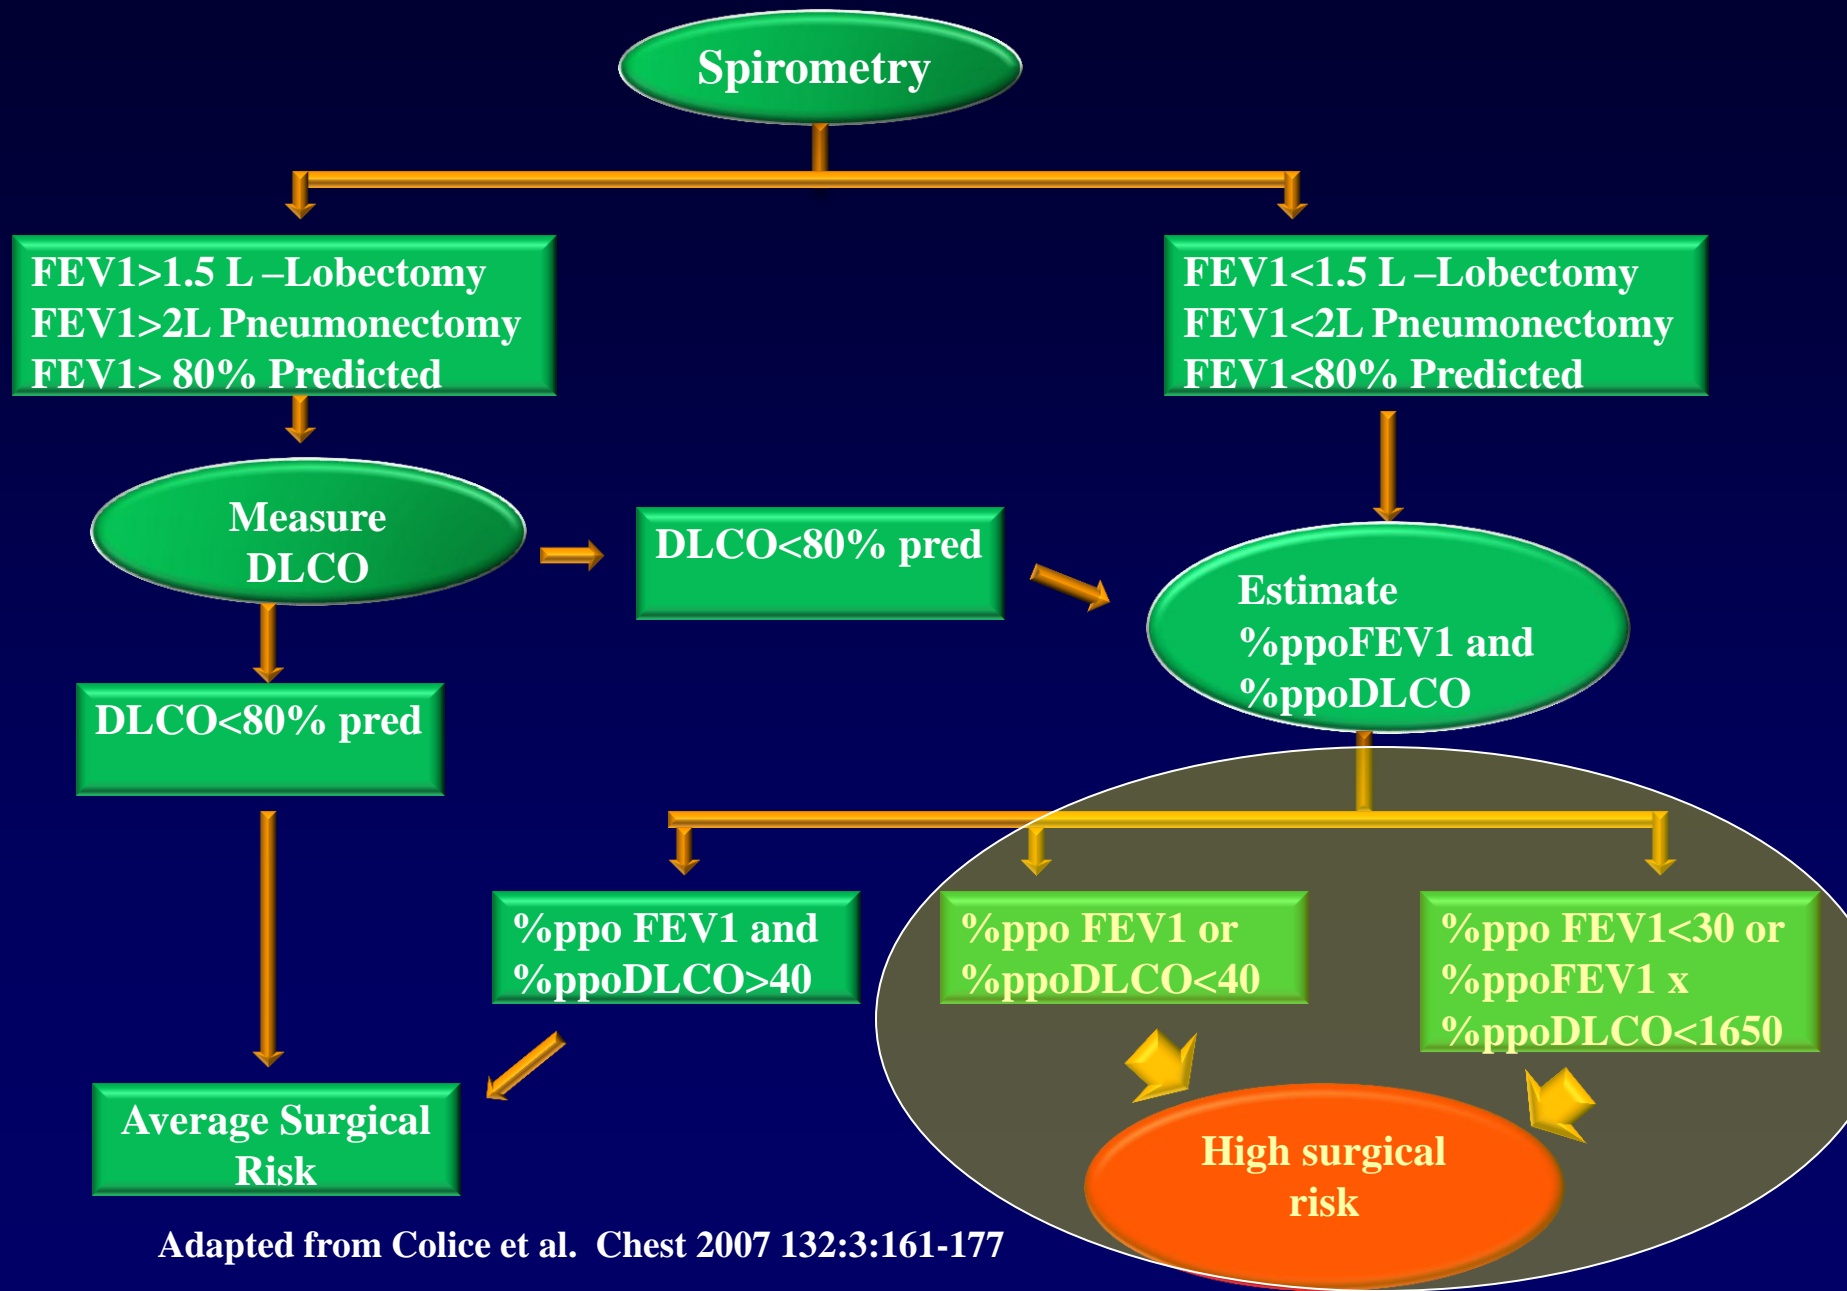 Spirometry
FEV1>1.5 L –Lobectomy
FEV1>2L Pneumonectomy
FEV1> 80% Predicted
FEV1<1.5 L –Lobectomy
FEV1<2L Pneumonectomy
FEV1<80% Predicted
Measure
DLCO
DLCO<80% pred
Estimate
%ppoFEV1 and
%ppoDLCO
DLCO<80% pred
%ppo FEV1 and
%ppoDLCO>40
%ppo FEV1 or
%ppoDLCO<40
%ppo FEV1<30 or
%ppoFEV1 x
%ppoDLCO<1650
Average Surgical
Risk
High surgical
risk
Adapted from Colice et al. Chest 2007 132:3:161-177